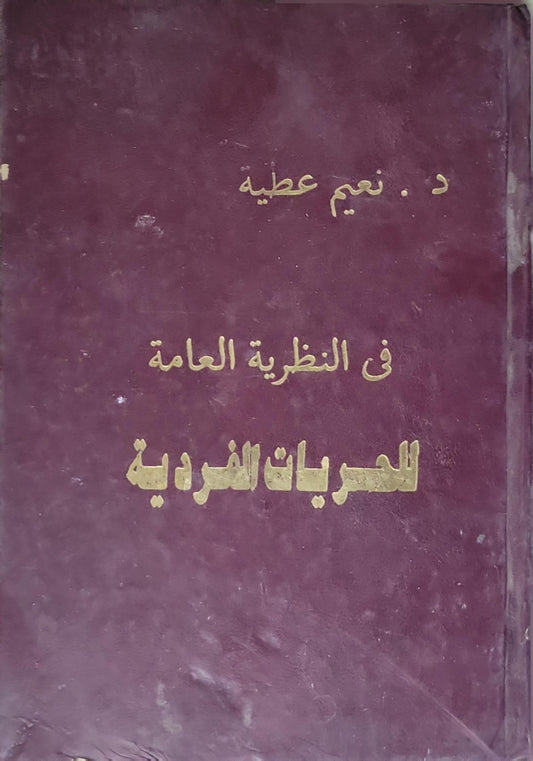 د . نعيم عطية
فى النظرية العامة
للحريات الفردية